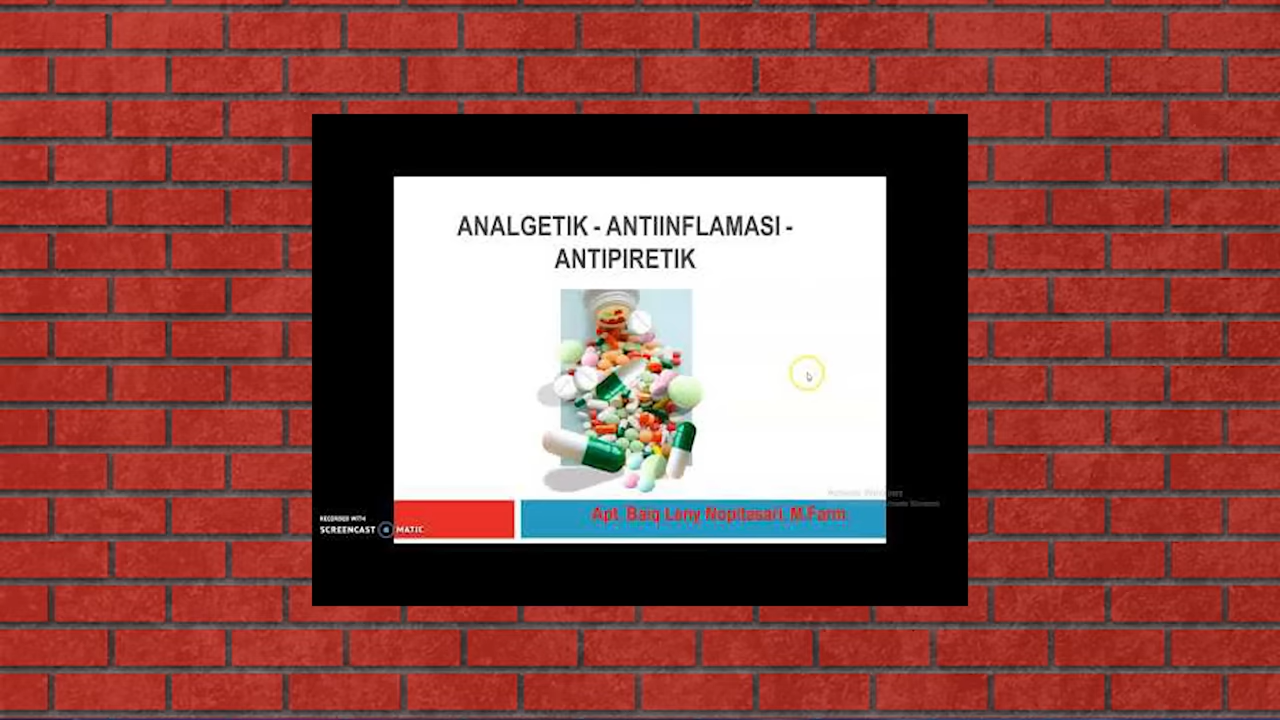 ANALGETIK - ANTIINFLAMASI -
ANTIPIRETIK
Apt. Baiq Leny Nopitasari, M.Farm
RECORDED WITH
SCREENCAST MATIC